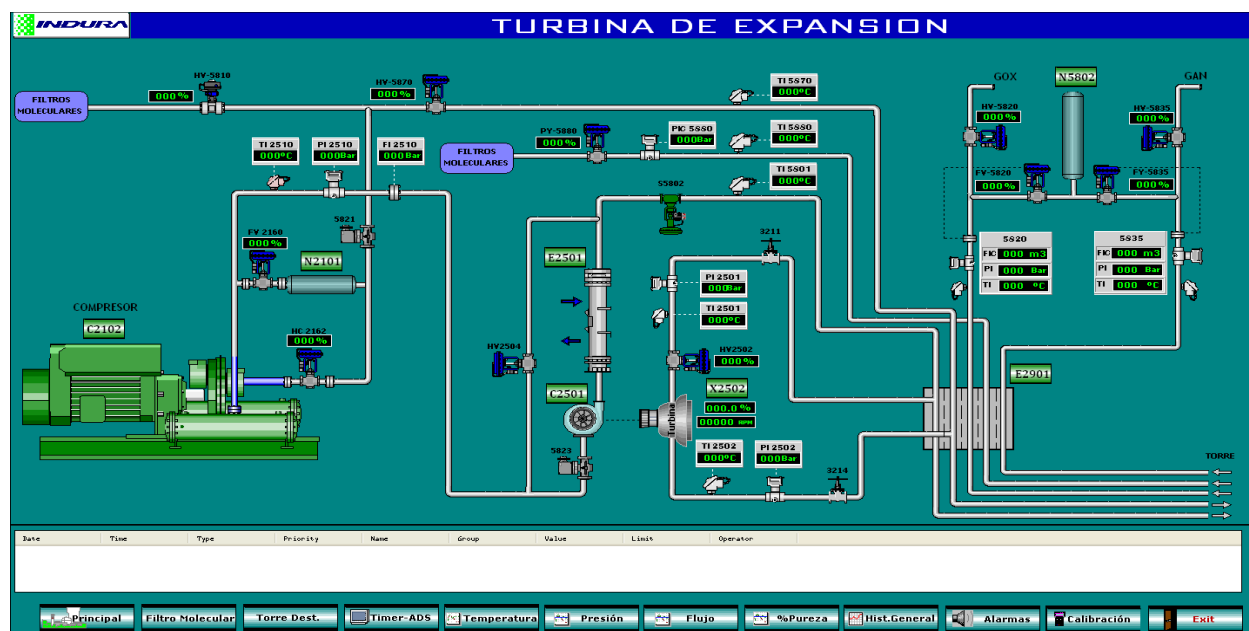 INDURA
TURBINA DE EXPANSION
FILTROS
MOLECULARES
HV-5810
000 %
HV-5870
000 %
TI 5870
000ºC
GOX
N5802
GAN
HV-5820
000 %
HV-5835
000 %
TI 2510
000ºC
PI 2510
000Bar
FI 2510
000Bar
FILTROS
MOLECULARES
PY-5880
000 %
PIC 5880
000Bar
TI 5880
000ºC
TI 5801
000ºC
FV-5820
000 %
FY-5835
000 %
S5802
5821
FV 2160
000 %
N2101
E2501
3211
5820
FIC 000 m3
PI 000 Bar
TI 000 ºC
5835
FIC 000 m3
PI 000 Bar
TI 000 ºC
PI 2501
000Bar
TI 2501
000ºC
COMPRESOR
C2102
HC 2162
000 %
HV2504
HV2502
000 %
E2901
C2501
X2502
000.0 %
00000 RPM
Turbina
5823
TI 2502
000ºC
PI 2502
000Bar
3214
TORRE
Date Time Type Priority Name Group Value Limit Operator
Principal Filtro Molecular Torre Dest. Timer-ADS Temperatura Presión Flujo %Pureza Hist.General Alarmas Calibración Exit